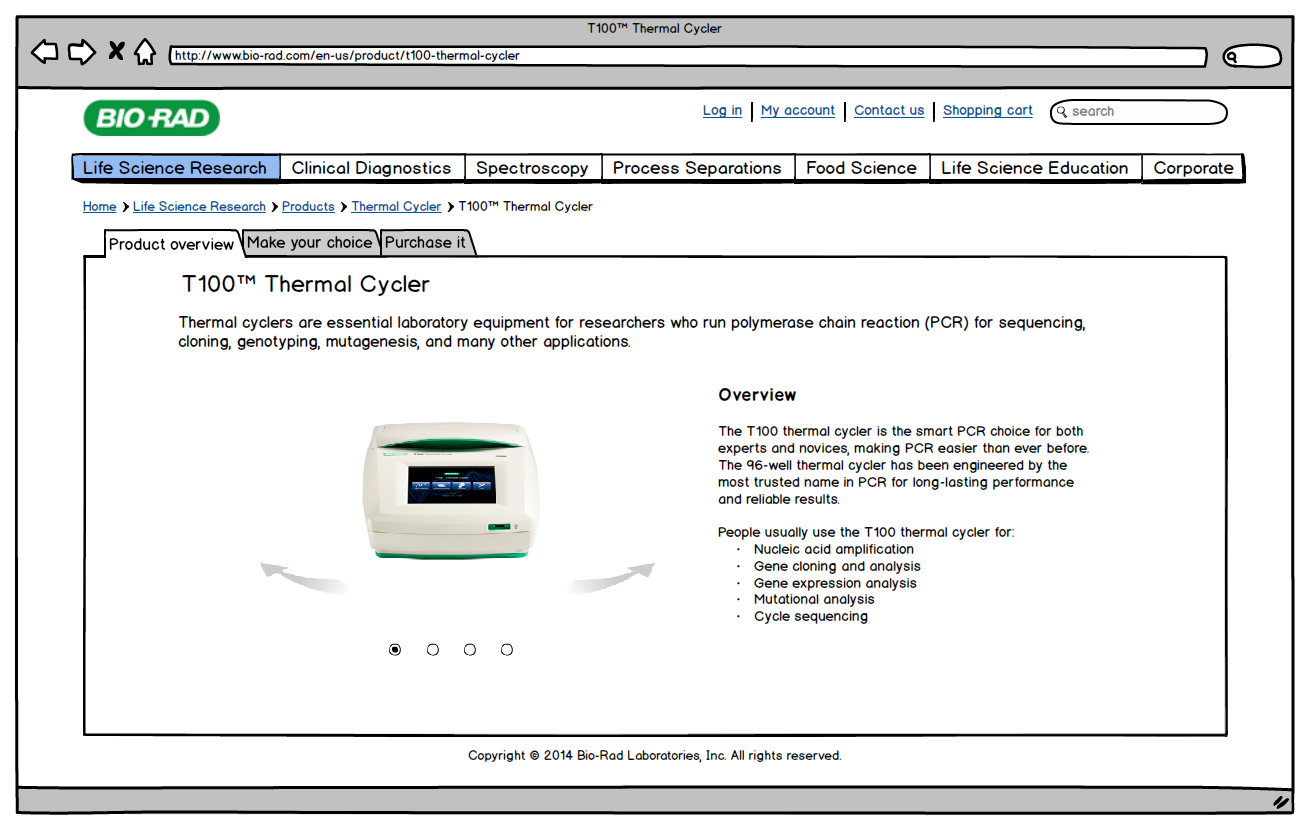 T100™ Thermal Cycler
http://www.bio-rad.com/en-us/product/t100-thermal-cycler
BIO-RAD
Log in
My account
Contact us
Shopping cart
search
Life Science Research
Clinical Diagnostics
Spectroscopy
Process Separations
Food Science
Life Science Education
Corporate
Home
Life Science Research
Products
Thermal Cycler
T100™ Thermal Cycler
Product overview
Make your choice
Purchase it
T100™ Thermal Cycler
Thermal cyclers are essential laboratory equipment for researchers who run polymerase chain reaction (PCR) for sequencing,
cloning, genotyping, mutagenesis, and many other applications.
Overview
The T100 thermal cycler is the smart PCR choice for both
experts and novices, making PCR easier than ever before.
The 96-well thermal cycler has been engineered by the
most trusted name in PCR for long-lasting performance
and reliable results.
People usually use the T100 thermal cycler for:
· Nucleic acid amplification
· Gene cloning and analysis
· Gene expression analysis
· Mutational analysis
· Cycle sequencing
Copyright © 2014 Bio-Rad Laboratories, Inc. All rights reserved.